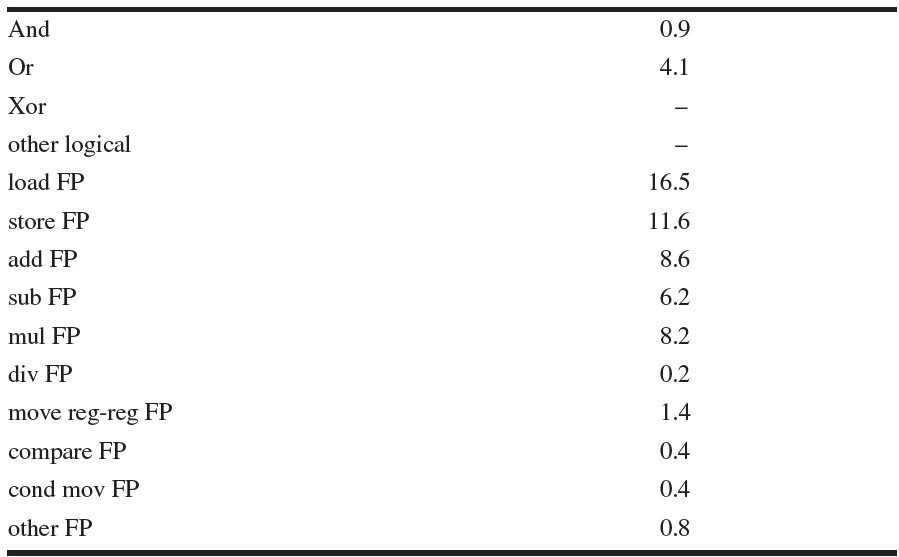 And 0.9
Or 4.1
Xor –
other logical –
load FP 16.5
store FP 11.6
add FP 8.6
sub FP 6.2
mul FP 8.2
div FP 0.2
move reg-reg FP 1.4
compare FP 0.4
cond mov FP 0.4
other FP 0.8